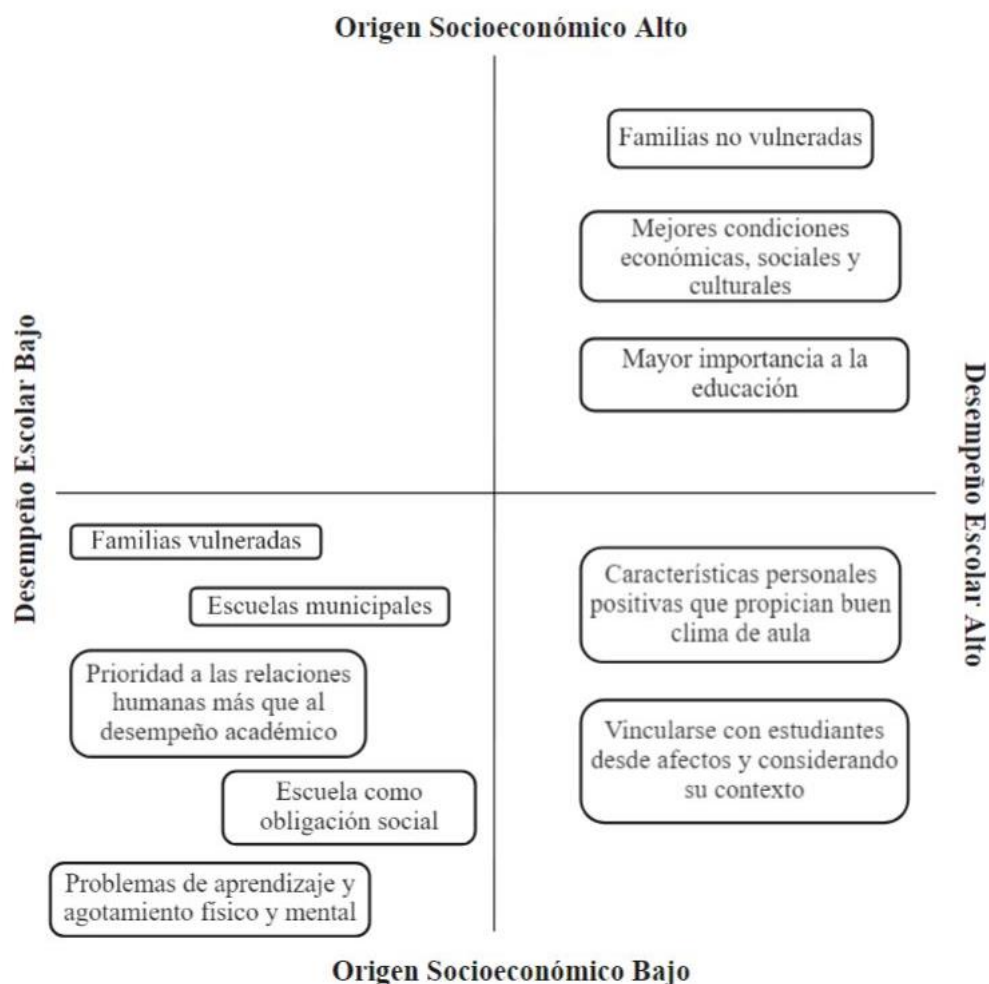 Origen Socioeconómico Alto
Familias no vulneradas
Mejores condiciones
económicas, sociales y
culturales
Mayor importancia a la
educación
Desempeño Escolar Bajo
Desempeño Escolar Alto
Familias vulneradas
Escuelas municipales
Prioridad a las relaciones
humanas más que al
desempeño académico
Escuela como
obligación social
Problemas de aprendizaje y
agotamiento físico y mental
Características personales
positivas que propician buen
clima de aula
Vincularse con estudiantes
desde afectos y considerando
su contexto
Origen Socioeconómico Bajo